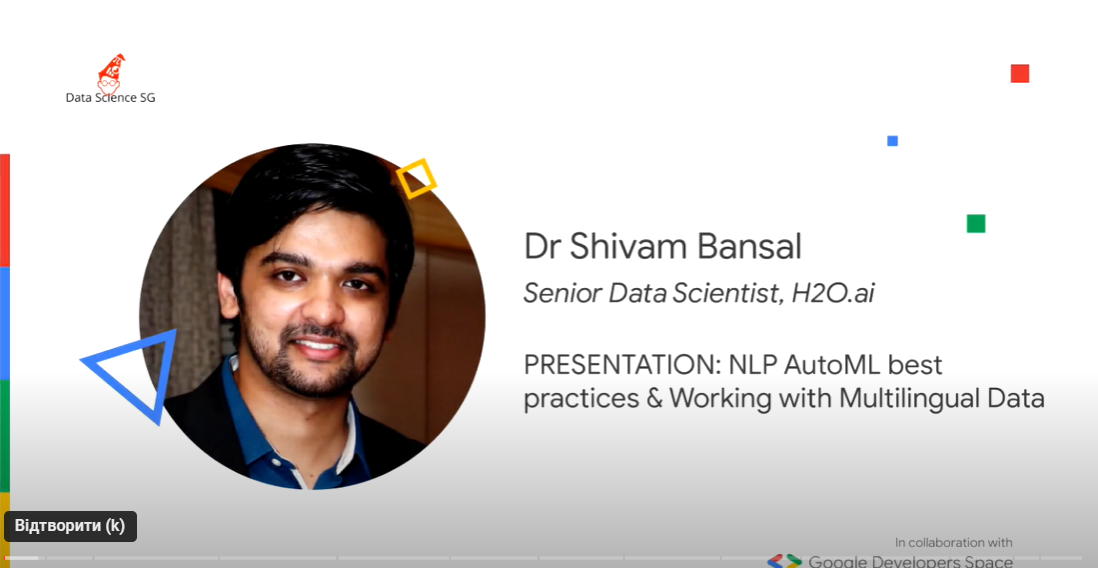 Data Science SG
Dr Shivam Bansal
Senior Data Scientist, H2O.ai
PRESENTATION: NLP AutoML best
practices & Working with Multilingual Data
Відтворити (k)
In collaboration with
Google Developers Space